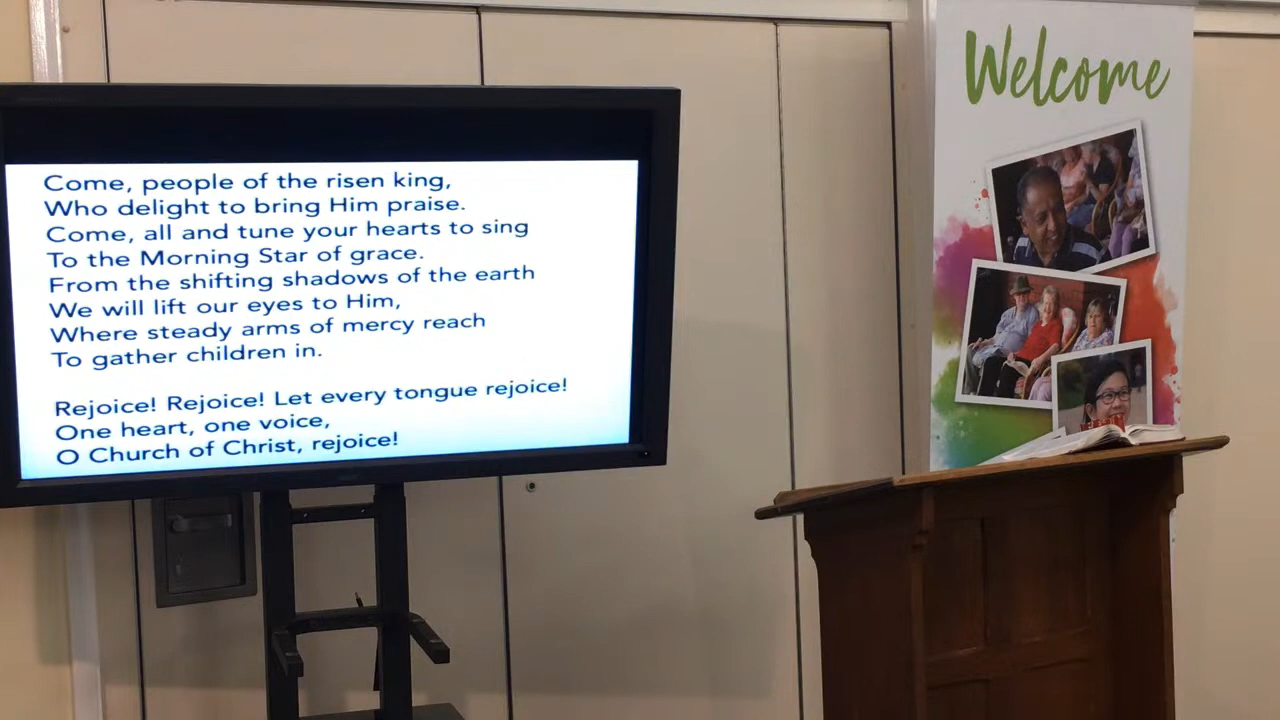 Come, people of the risen king,
Who delight to bring Him praise.
Come, all and tune your hearts to sing
To the Morning Star of grace.
From the shifting shadows of the earth
We will lift our eyes to Him,
Where steady arms of mercy reach
To gather children in.
Rejoice! Rejoice! Let every tongue rejoice!
One heart, one voice,
O Church of Christ, rejoice!
Welcome